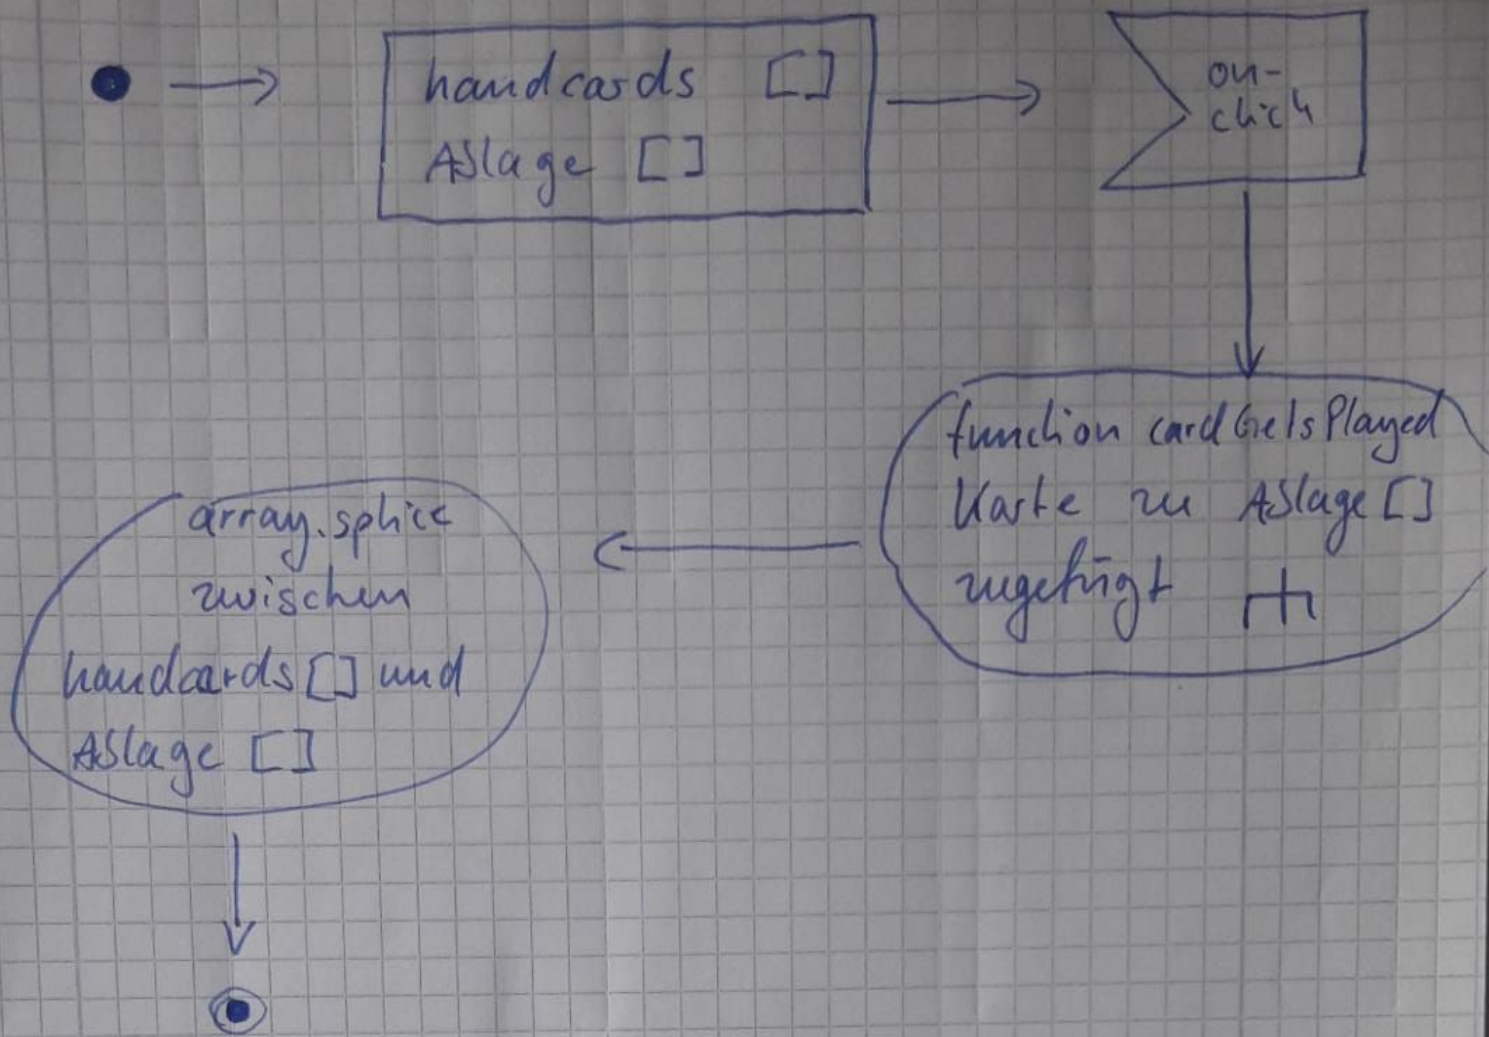 handcards []
Ablage []
on-
click
function cardGetsPlayed
Karte zu Ablage []
zugefügt
array.splice
zwischen
handcards [] und
Ablage []